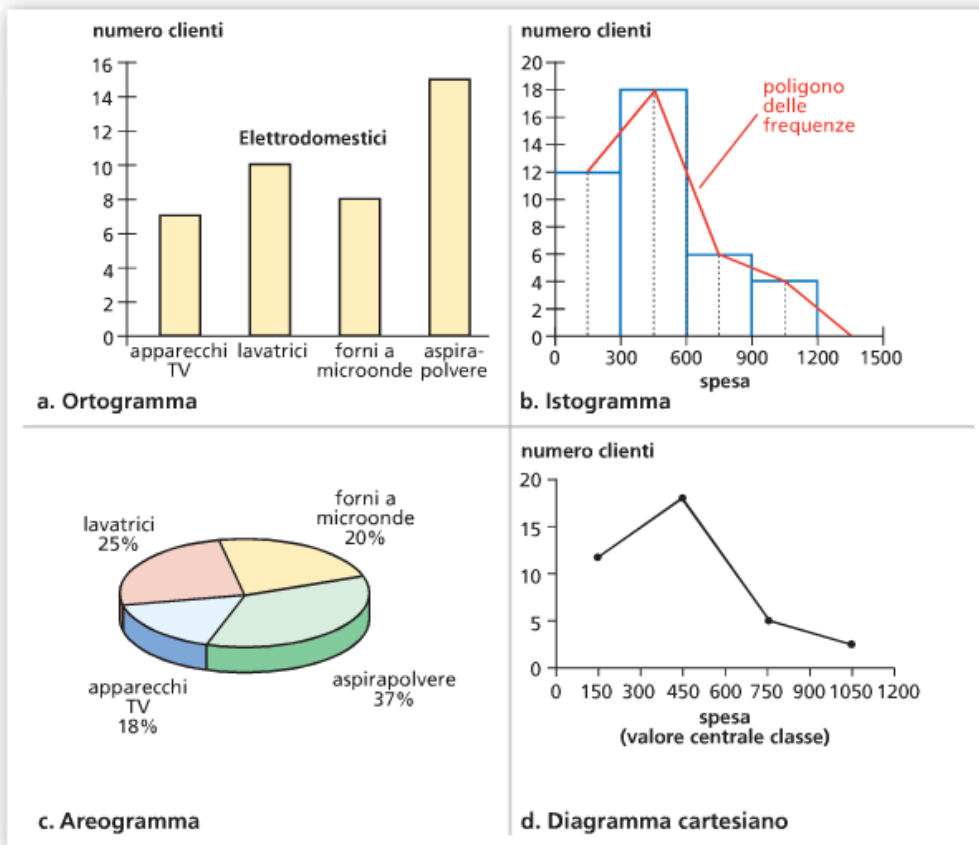 numero clienti
16
14
12
10
8
6
4
2
0
Elettrodomestici
apparecchi
TV
lavatrici
forni a
microonde
aspira-
polvere
a. Ortogramma
numero clienti
20
18
16
14
12
10
8
6
4
2
0
poligono
delle
frequenze
0 300 600 900 1200 1500
spesa
b. Istogramma
lavatrici
25%
forni a
microonde
20%
apparecchi
TV
18%
aspirapolvere
37%
c. Areogramma
numero clienti
20
15
10
5
0
0 150 300 450 600 750 900 1050 1200
spesa
(valore centrale classe)
d. Diagramma cartesiano